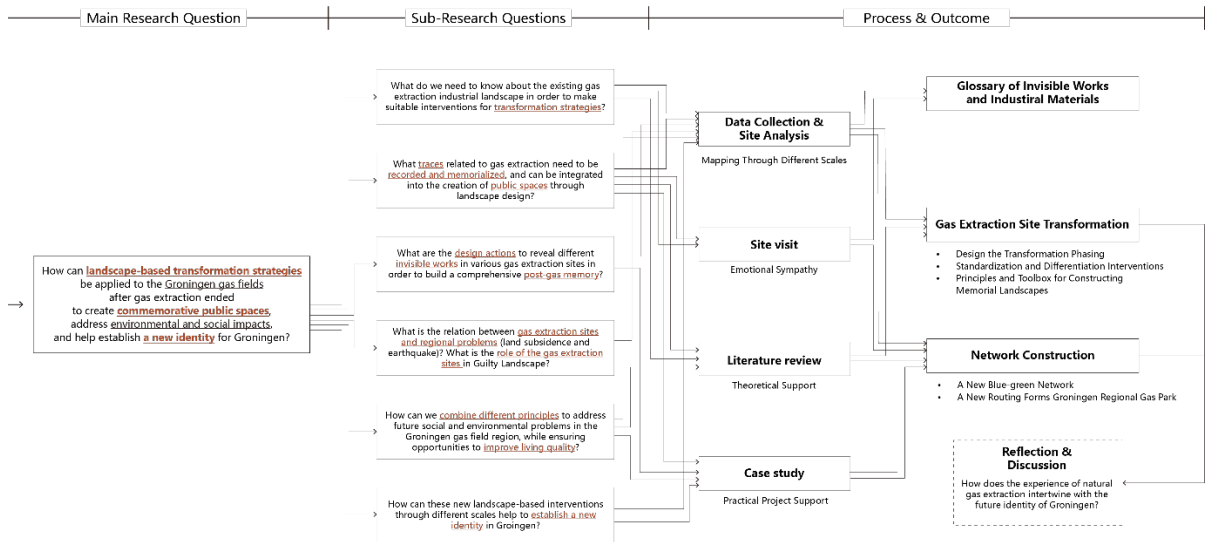 Main Research Question
Sub-Research Questions
Process & Outcome
How can landscape-based transformation strategies
be applied to the Groningen gas fields
after gas extraction ended
to create commemorative public spaces,
address environmental and social impacts,
and help establish a new identity for Groningen?
What do we need to know about the existing gas
extraction industrial landscape in order to make
suitable interventions for transformation strategies?
What traces related to gas extraction need to be
recorded and memorialized, and can be integrated
into the creation of public spaces through
landscape design?
What are the design actions to reveal different
invisible works in various gas extraction sites in
order to build a comprehensive post-gas memory?
What is the relation between gas extraction sites
and regional problems (land subsidence and
earthquake)? What is the role of the gas extraction
sites in Guilty Landscape?
How can we combine different principles to address
future social and environmental problems in the
Groningen gas field region, while ensuring
opportunities to improve living quality?
How can these new landscape-based interventions
through different scales help to establish a new
identity in Groingen?
Data Collection &
Site Analysis
Mapping Through Different Scales
Site visit
Emotional Sympathy
Literature review
Theoretical Support
Case study
Practical Project Support
Glossary of Invisible Works
and Industiral Materials
Gas Extraction Site Transformation
• Design the Transformation Phasing
• Standardization and Differentiation Interventions
• Principles and Toolbox for Constructing
Memorial Landscapes
Network Construction
• A New Blue-green Network
• A New Routing Forms Groningen Regional Gas Park
Reflection &
Discussion
How does the experience of natural
gas extraction intertwine with the
future identity of Groningen?